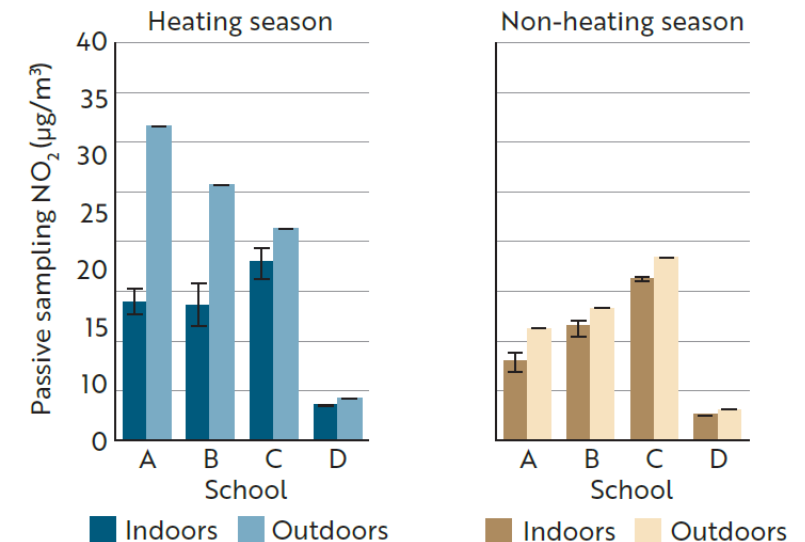 Heating season
Non-heating season
Passive sampling NO₂ (µg/m³)
40
35
30
25
20
15
10
0
A B C D
School
A B C D
School
Indoors Outdoors
Indoors Outdoors